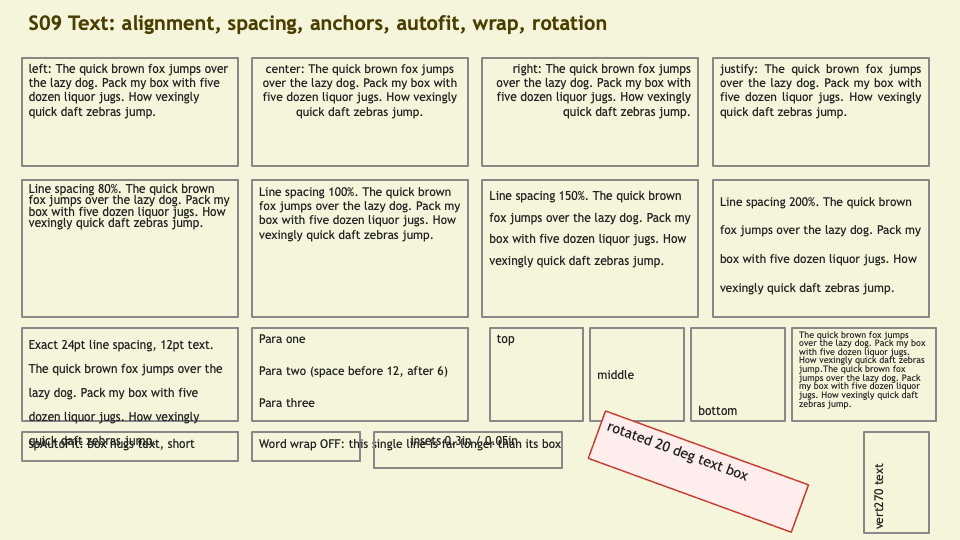 S09 Text: alignment, spacing, anchors, autofit, wrap, rotation
left: The quick brown fox jumps over
the lazy dog. Pack my box with five
dozen liquor jugs. How vexingly
quick daft zebras jump.
center: The quick brown fox jumps
over the lazy dog. Pack my box with
five dozen liquor jugs. How vexingly
quick daft zebras jump.
right: The quick brown fox jumps
over the lazy dog. Pack my box with
five dozen liquor jugs. How vexingly
quick daft zebras jump.
justify: The quick brown fox jumps
over the lazy dog. Pack my box with
five dozen liquor jugs. How vexingly
quick daft zebras jump.
Line spacing 80%. The quick brown
fox jumps over the lazy dog. Pack my
box with five dozen liquor jugs. How
vexingly quick daft zebras jump.
Line spacing 100%. The quick brown
fox jumps over the lazy dog. Pack my
box with five dozen liquor jugs. How
vexingly quick daft zebras jump.
Line spacing 150%. The quick brown
fox jumps over the lazy dog. Pack my
box with five dozen liquor jugs. How
vexingly quick daft zebras jump.
Line spacing 200%. The quick brown
fox jumps over the lazy dog. Pack my
box with five dozen liquor jugs. How
vexingly quick daft zebras jump.
Exact 24pt line spacing, 12pt text.
The quick brown fox jumps over the
lazy dog. Pack my box with five
dozen liquor jugs. How vexingly
quick daft zebras jump.
Para one
Para two (space before 12, after 6)
Para three
top
middle
bottom
The quick brown fox jumps
over the lazy dog. Pack my box
with five dozen liquor jugs.
How vexingly quick daft zebras
jump.The quick brown fox
jumps over the lazy dog. Pack
my box with five dozen liquor
jugs. How vexingly quick daft
zebras jump.
spAutoFit: box hugs text, short
Word wrap OFF: this single line is far longer than its box
insets 0.3in / 0.05in
rotated 20 deg text box
vert270 text